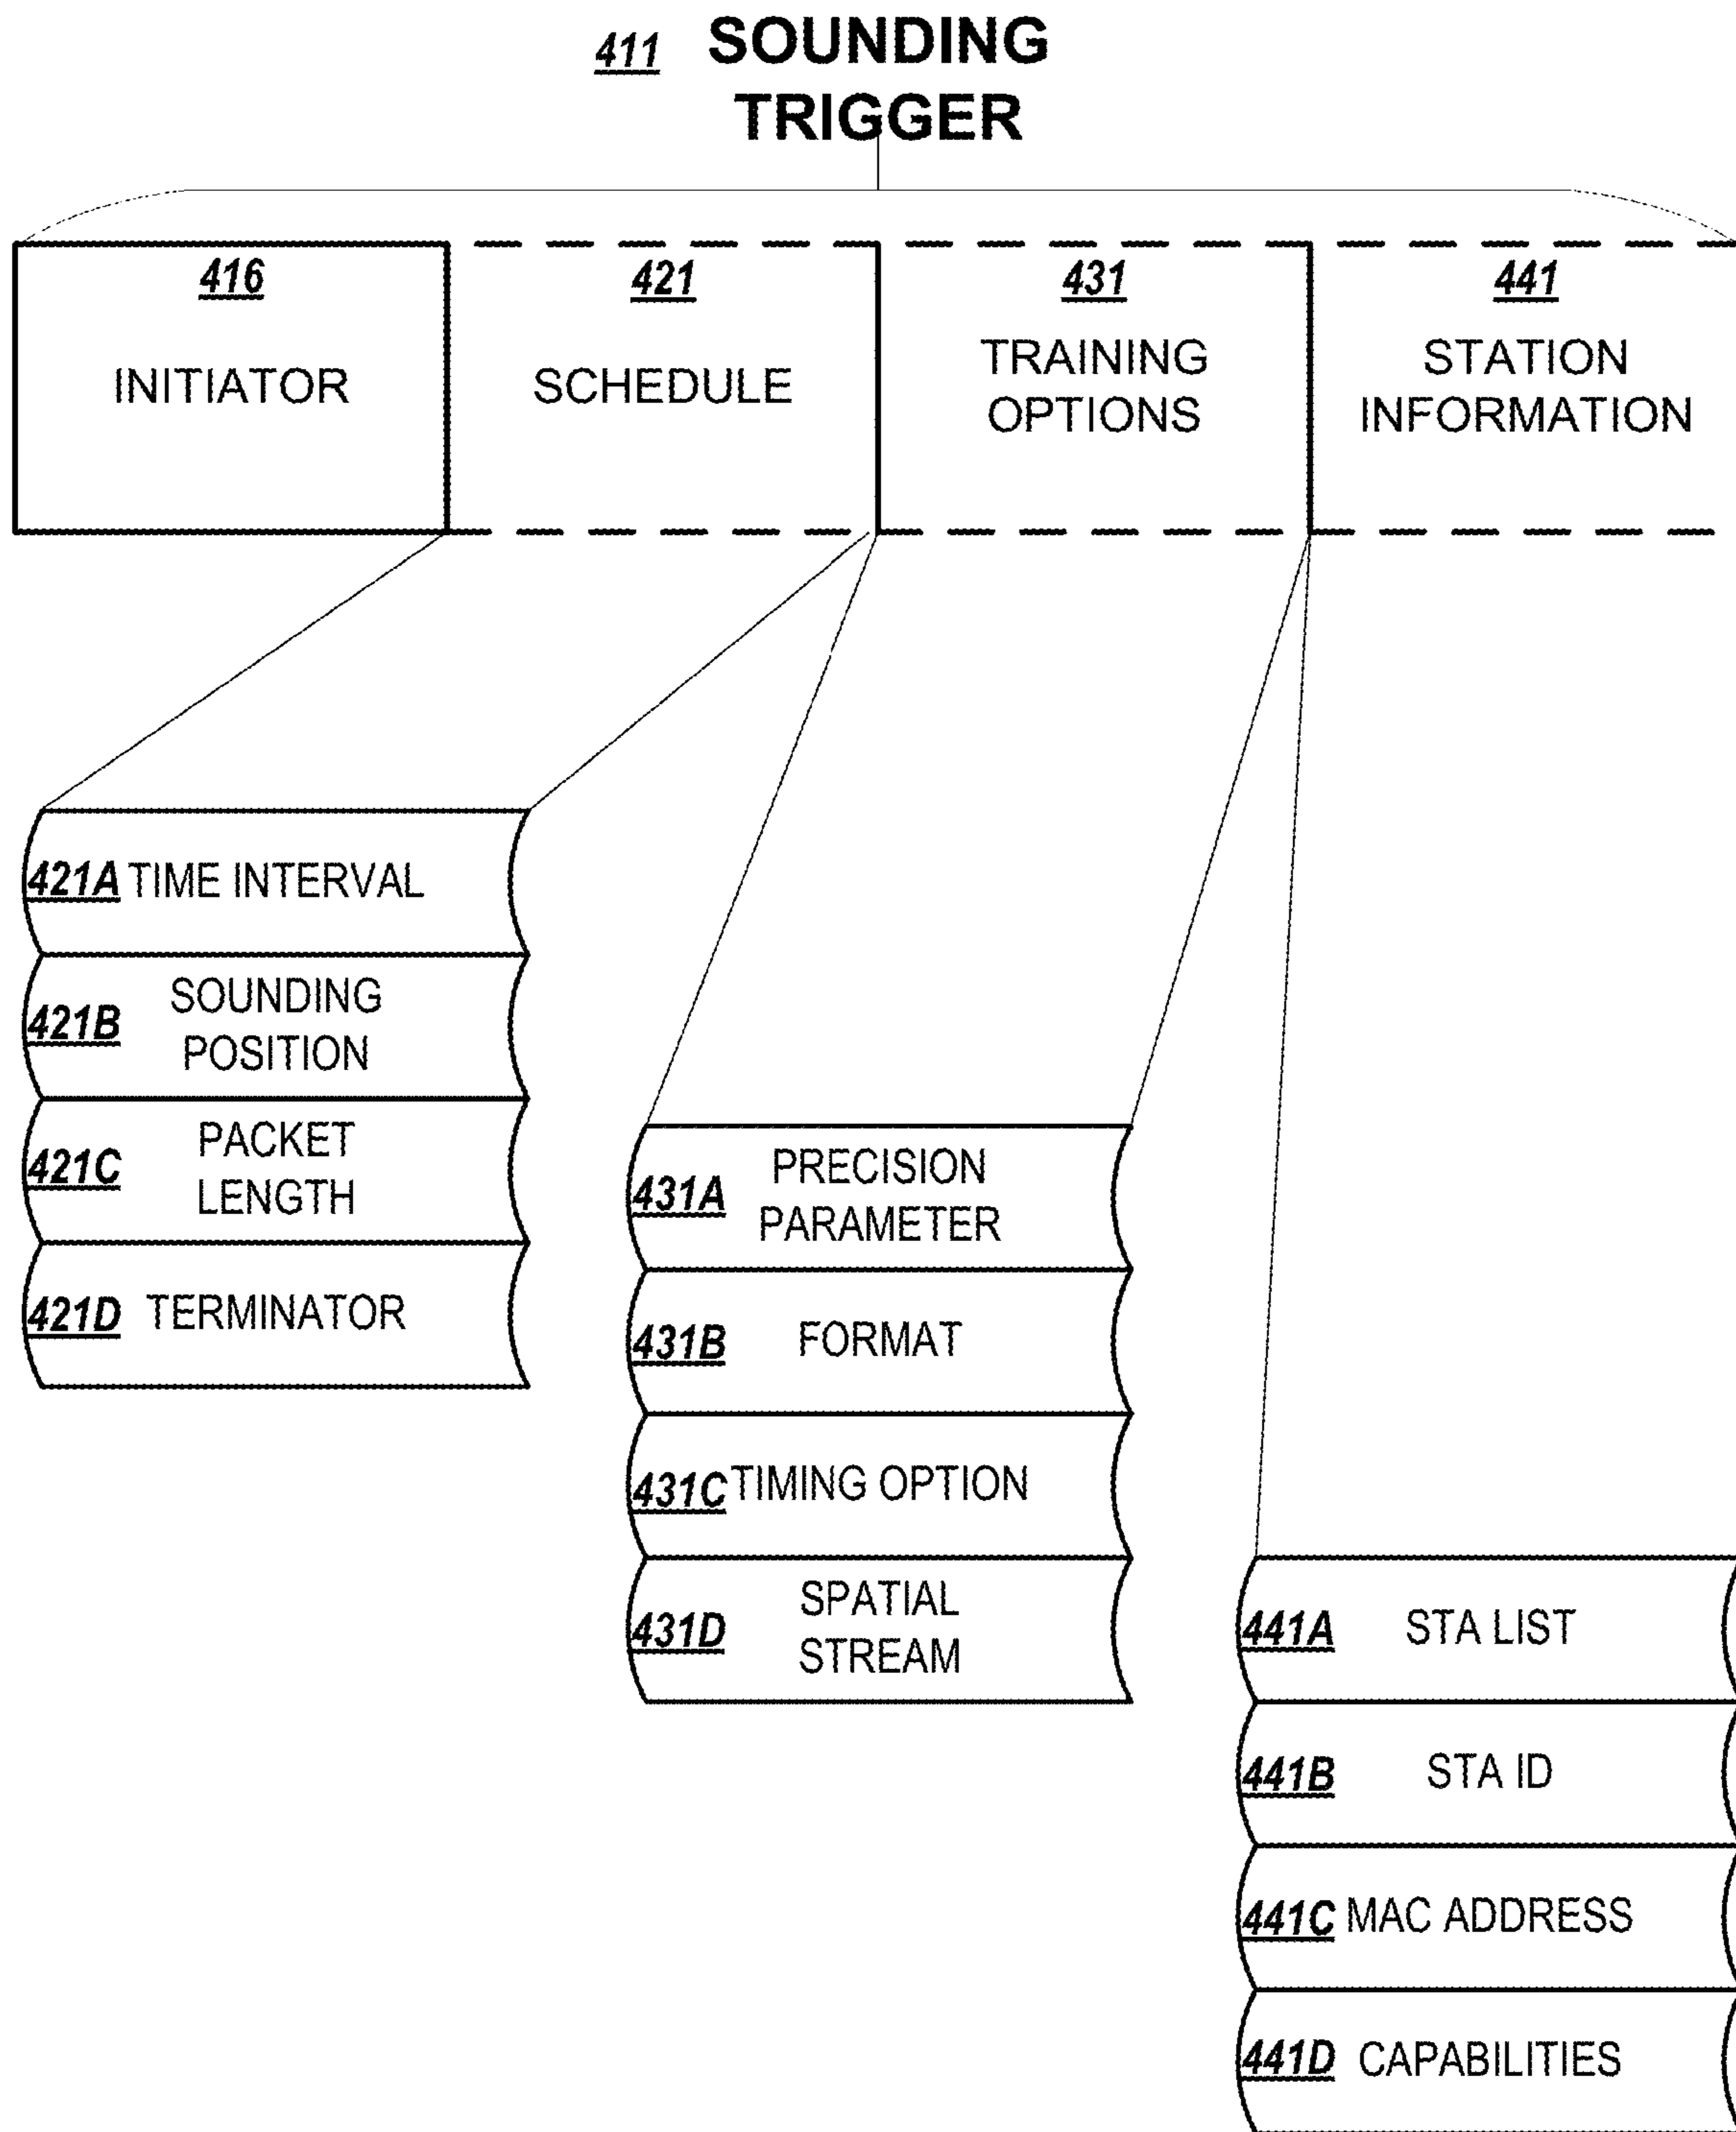 411 SOUNDING
TRIGGER
416
INITIATOR
421
SCHEDULE
431
TRAINING
OPTIONS
441
STATION
INFORMATION
421A TIME INTERVAL
421B SOUNDING
POSITION
421C PACKET
LENGTH
421D TERMINATOR
431A PRECISION
PARAMETER
431B FORMAT
431C TIMING OPTION
431D SPATIAL
STREAM
441A STA LIST
441B STA ID
441C MAC ADDRESS
441D CAPABILITIES